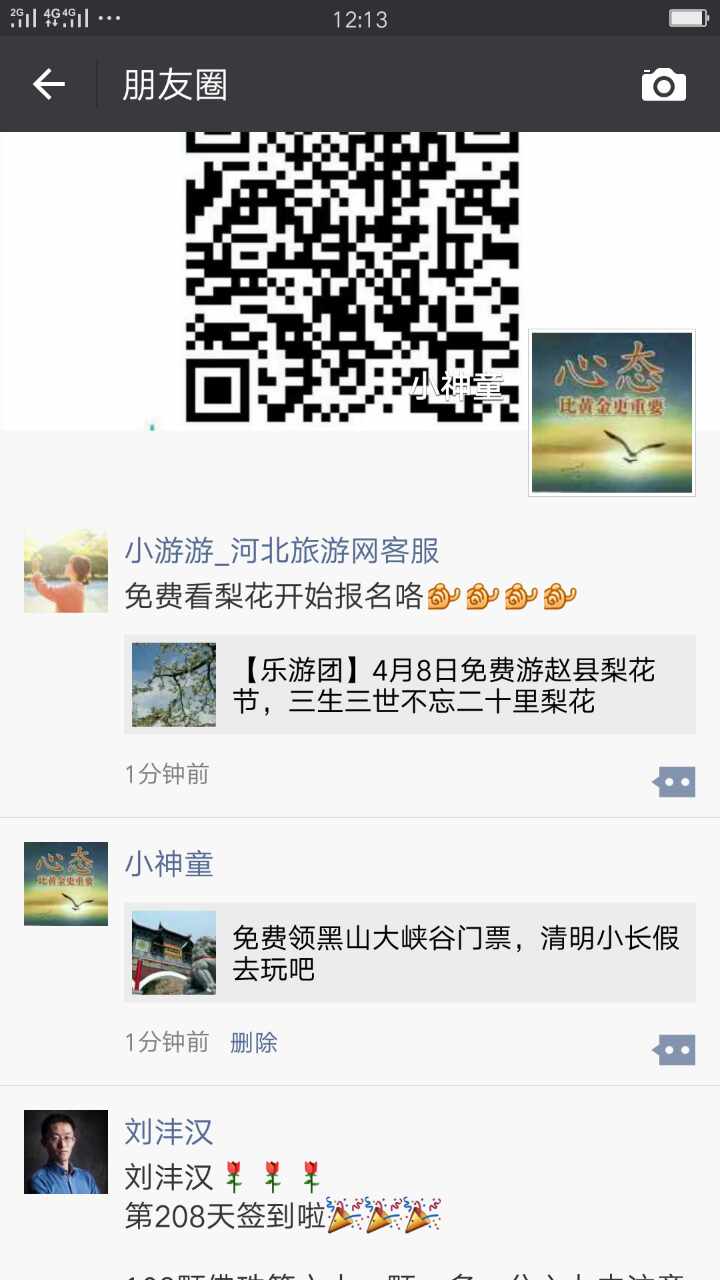 2G 4G 4G
12:13
朋友圈
小神童
心态
比黄金更重要
小游游_河北旅游网客服
免费看梨花开始报名咯
【乐游团】4月8日免费游赵县梨花
节，三生三世不忘二十里梨花
1分钟前
心态
比黄金更重要
小神童
免费领黑山大峡谷门票，清明小长假
去玩吧
1分钟前 删除
刘沣汉
刘沣汉🌹🌹🌹
第208天签到啦🎉🎉🎉